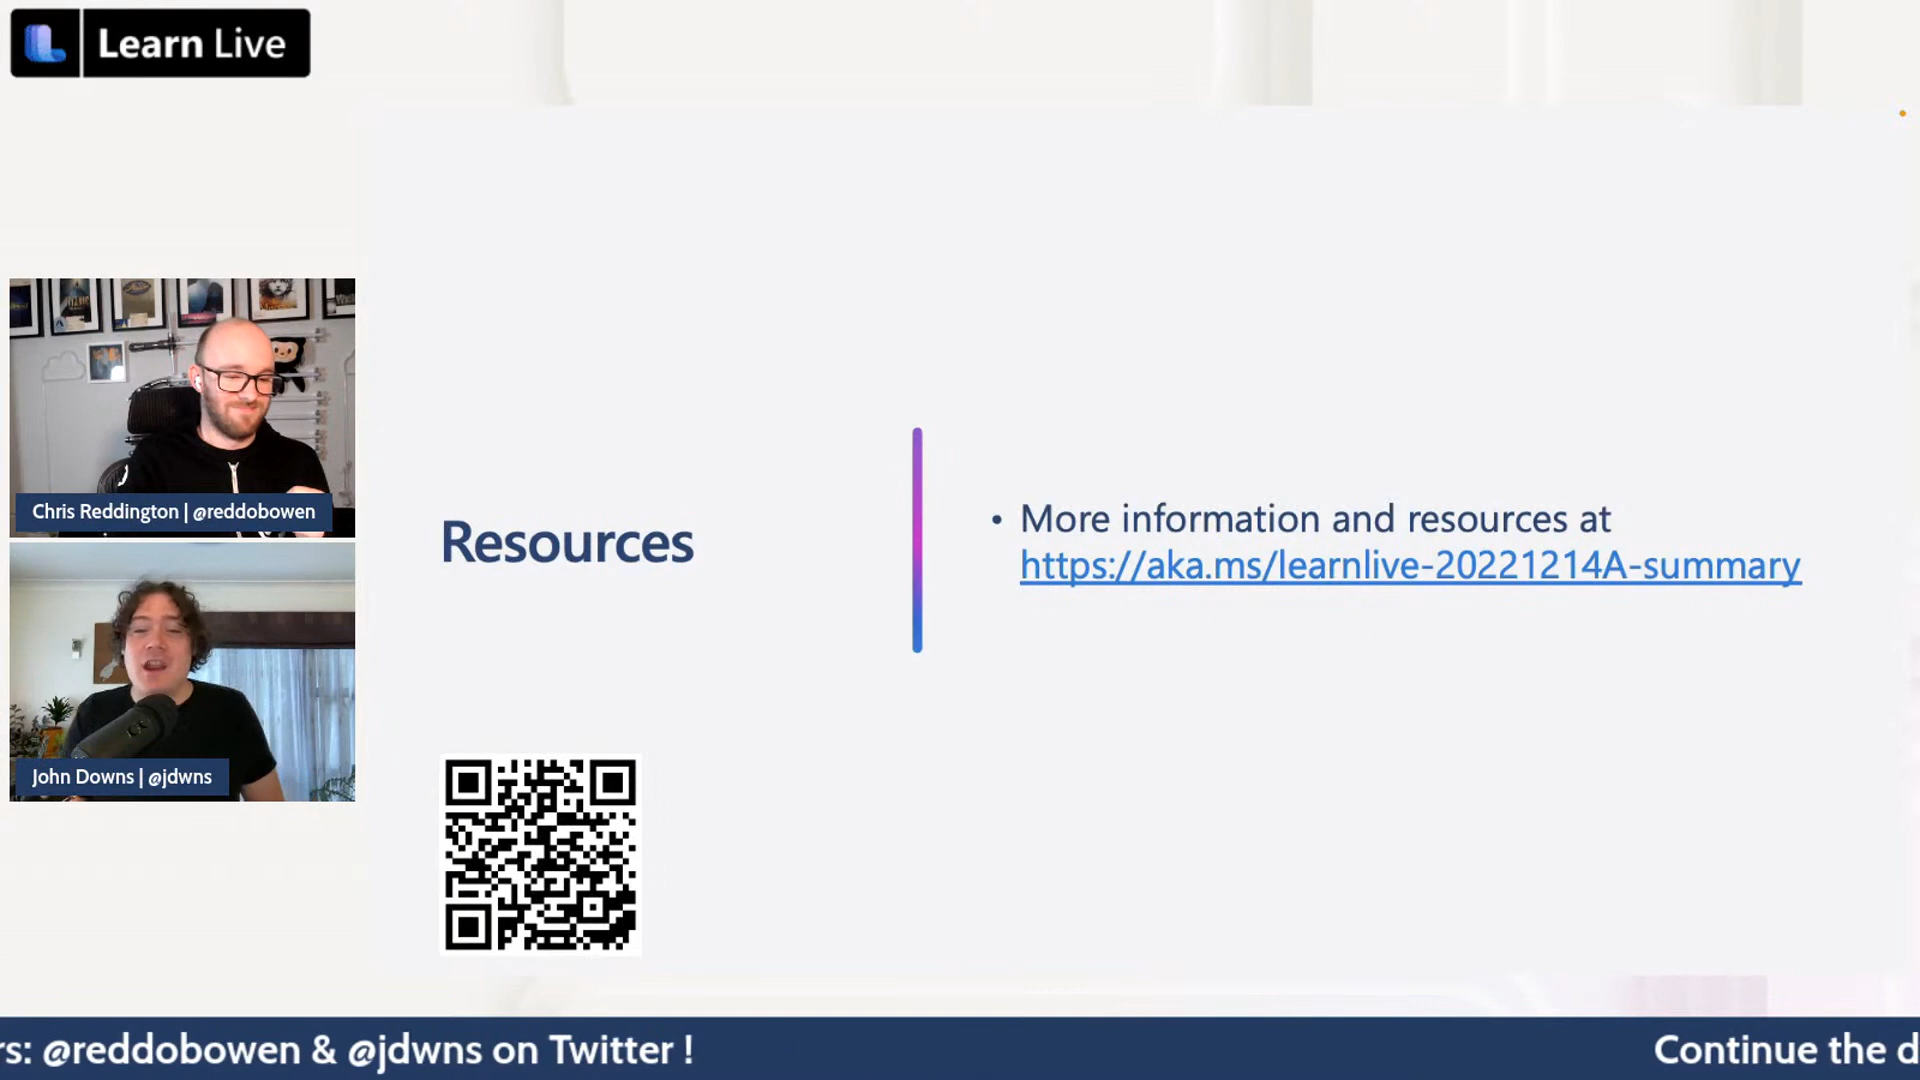 Learn Live
Chris Reddington | @reddobowen
John Downs | @jdwns
Resources
• More information and resources at
https://aka.ms/learnlive-20221214A-summary
rs: @reddobowen & @jdwns on Twitter !
Continue the d